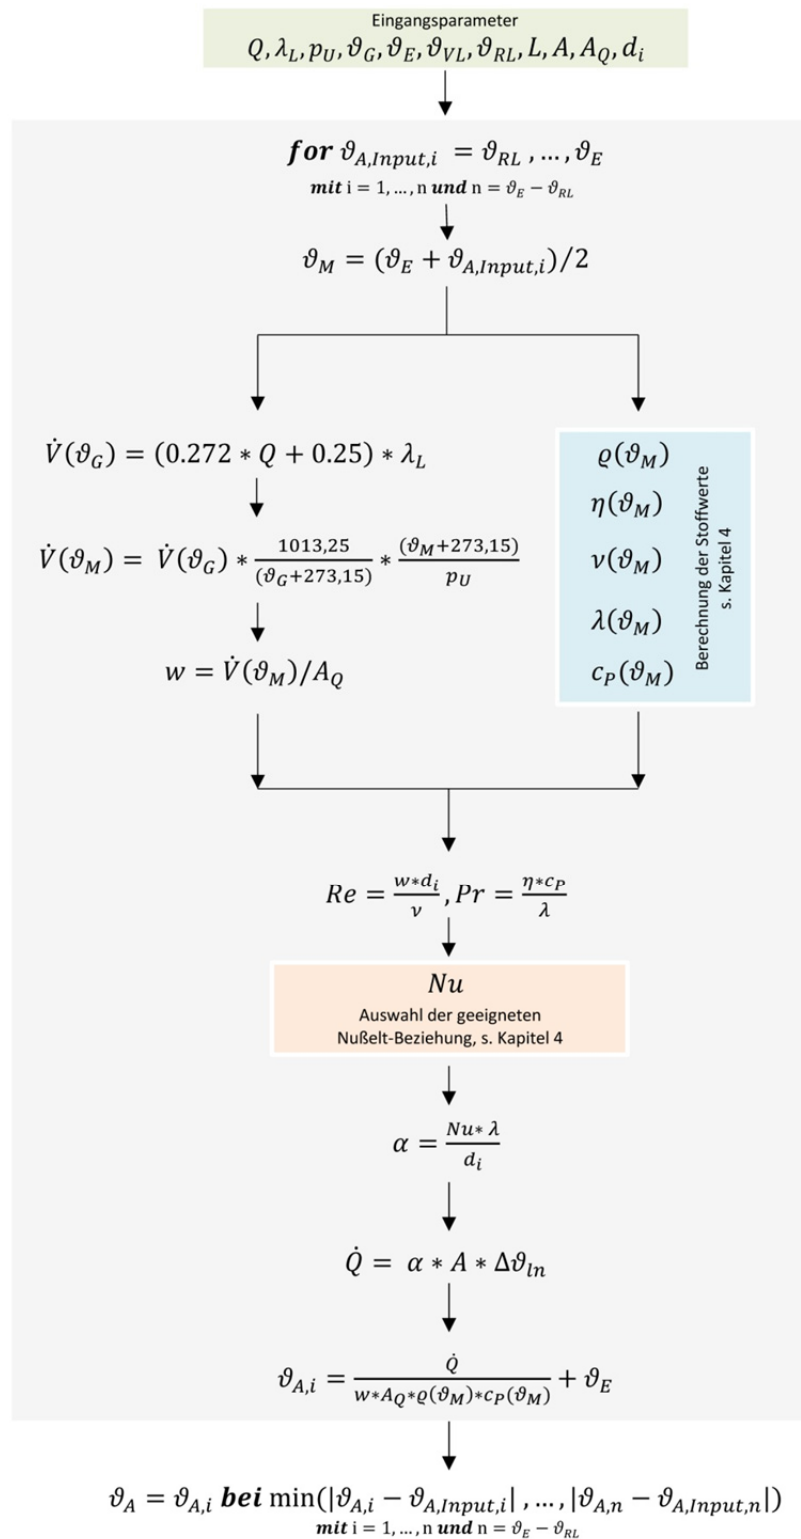 Eingangsparameter
Q, λ_L, p_U, ϑ_G, ϑ_E, ϑ_VL, ϑ_RL, L, A, A_Q, d_i
for ϑ_A,Input,i = ϑ_RL , … , ϑ_E
mit i = 1, … , n und n = ϑ_E − ϑ_RL
ϑ_M = (ϑ_E + ϑ_A,Input,i)/2
V̇(ϑ_G) = (0.272 * Q + 0.25) * λ_L
V̇(ϑ_M) = V̇(ϑ_G) * 1013,25/(ϑ_G+273,15) * (ϑ_M+273,15)/p_U
w = V̇(ϑ_M)/A_Q
ϱ(ϑ_M)
η(ϑ_M)
ν(ϑ_M)
λ(ϑ_M)
c_P(ϑ_M)
Berechnung der Stoffwerte
s. Kapitel 4
Re = w*d_i/ν , Pr = η*c_P/λ
Nu
Auswahl der geeigneten
Nußelt-Beziehung, s. Kapitel 4
α = Nu* λ/d_i
Q̇ = α * A * Δϑ_ln
ϑ_A,i = Q̇/(w*A_Q*ϱ(ϑ_M)*c_P(ϑ_M)) + ϑ_E
ϑ_A = ϑ_A,i bei min(|ϑ_A,i − ϑ_A,Input,i| , … , |ϑ_A,n − ϑ_A,Input,n|)
mit i = 1, … , n und n = ϑ_E − ϑ_RL